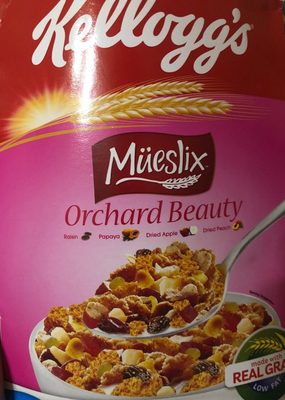 Kellogg's
Müeslix
Orchard Beauty
Raisin Papaya Dried Apple Dried Peach
made with
REAL GRA
LOW FAT